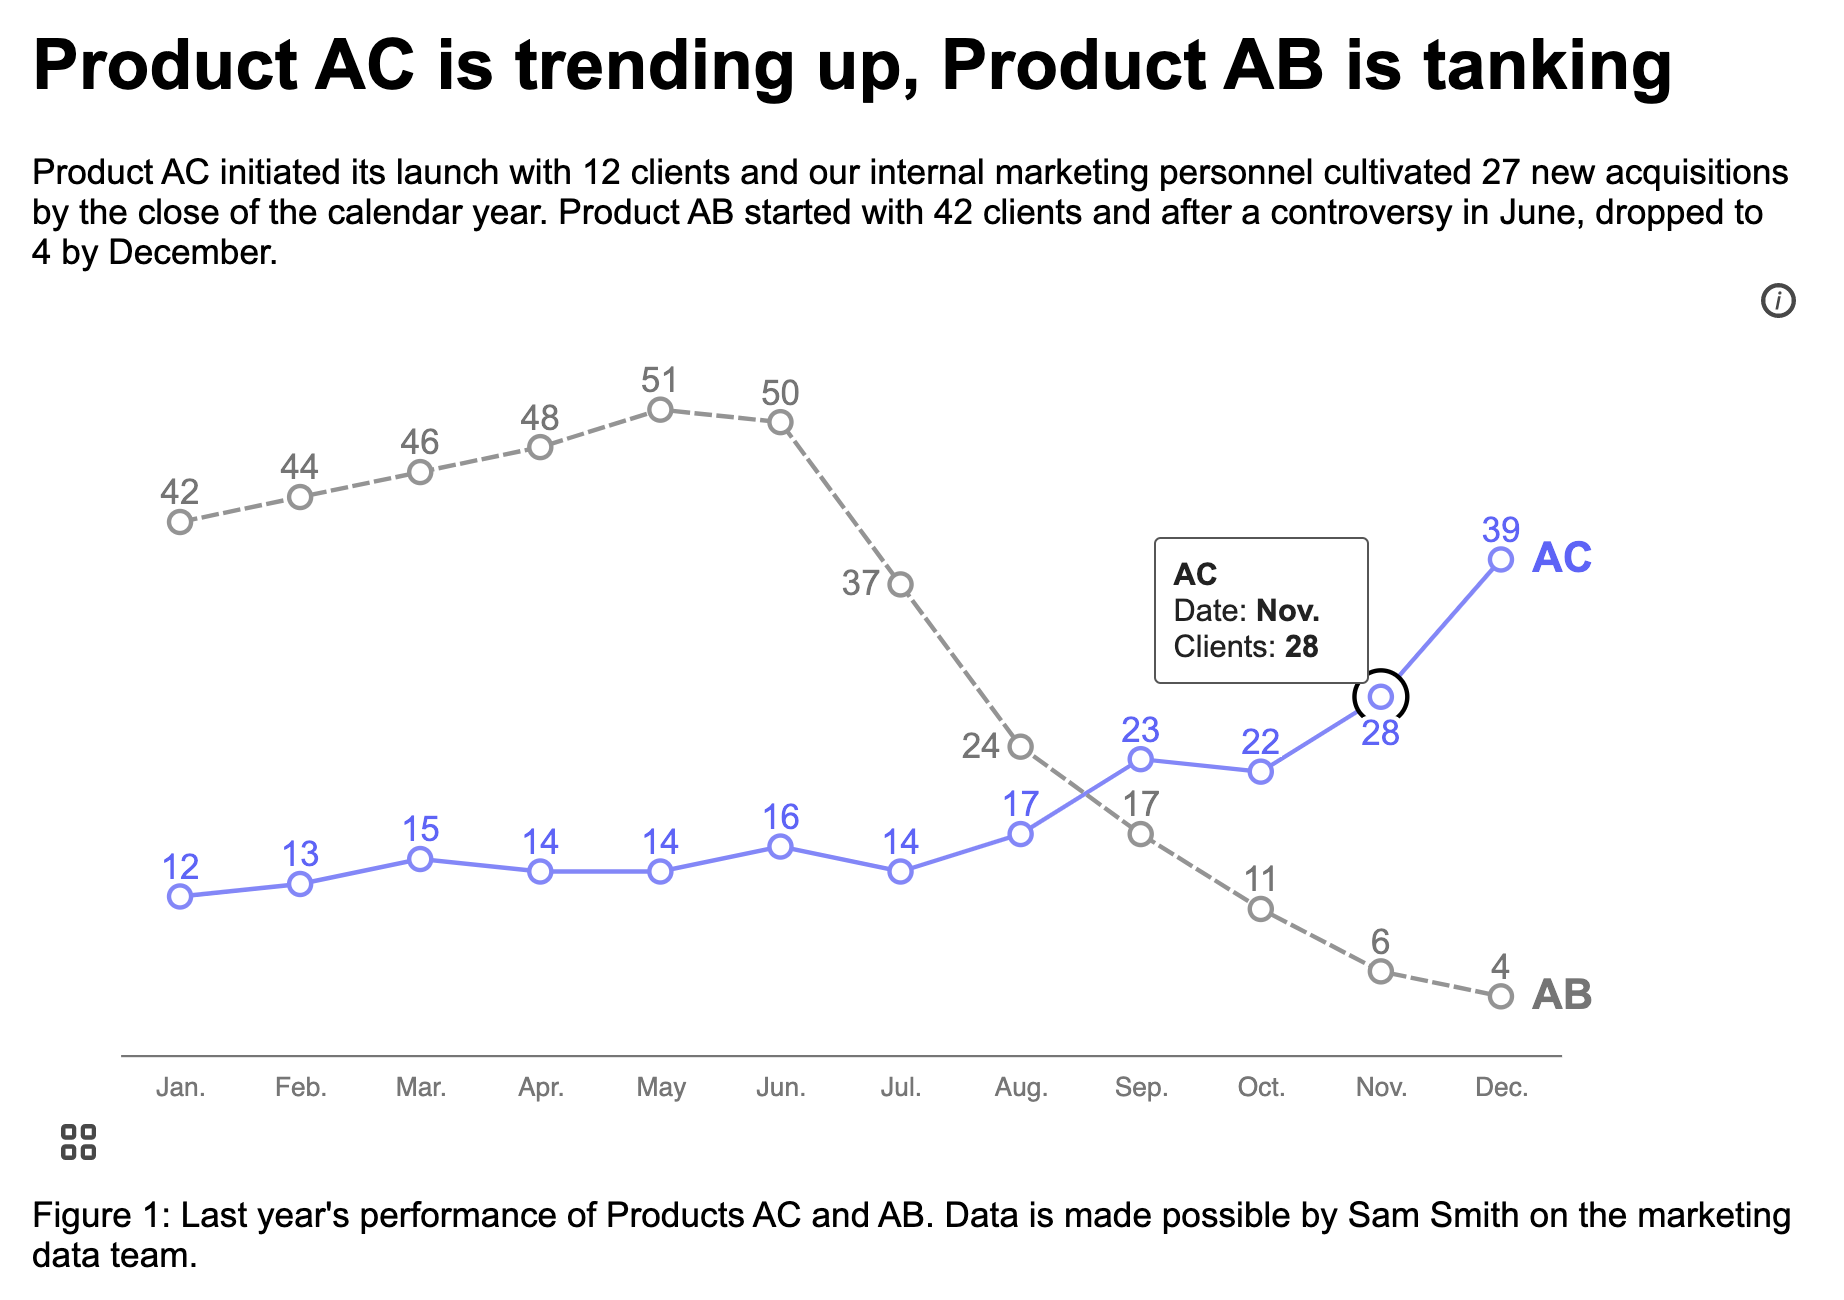 Product AC is trending up, Product AB is tanking
Product AC initiated its launch with 12 clients and our internal marketing personnel cultivated 27 new acquisitions
by the close of the calendar year. Product AB started with 42 clients and after a controversy in June, dropped to
4 by December.
i
42
44
46
48
51
50
37
24
17
11
6
4
AB
12
13
15
14
14
16
14
17
23
22
28
39
AC
AC
Date: Nov.
Clients: 28
Jan. Feb. Mar. Apr. May Jun. Jul. Aug. Sep. Oct. Nov. Dec.
Figure 1: Last year's performance of Products AC and AB. Data is made possible by Sam Smith on the marketing
data team.